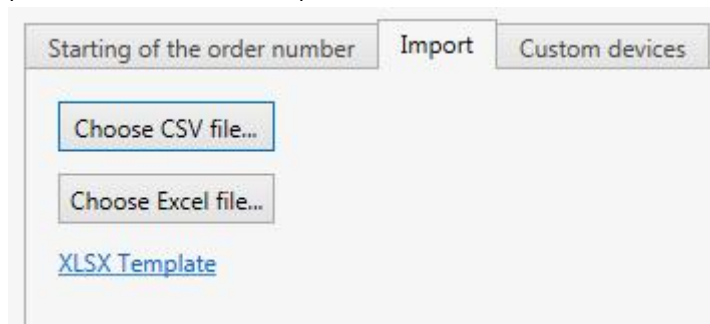 Starting of the order number Import Custom devices
Choose CSV file...
Choose Excel file...
XLSX Template